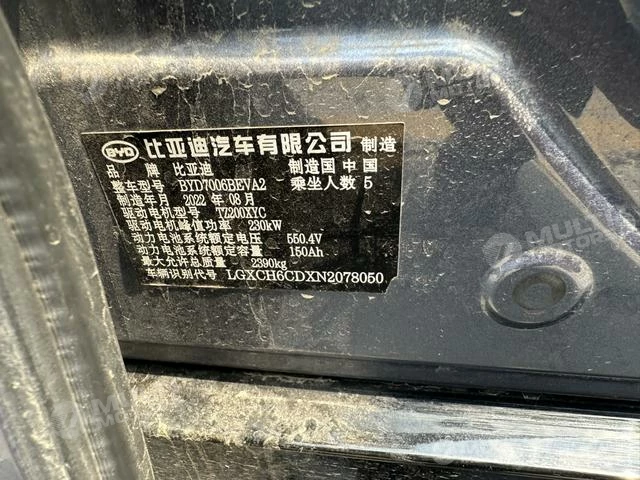 BYD 比亚迪汽车有限公司 制造
品 牌 比亚迪 制造国 中国
整车型号 BYD7006BEVA2 乘坐人数 5
制造年月 2022 年 08 月
驱动电机型号 TZ200XYC
驱动电机峰值功率 230kW
动力电池系统额定电压 550.4V
动力电池系统额定容量 150Ah
最大允许总质量 2390kg
车辆识别代号 LGXCH6CDXN2078050